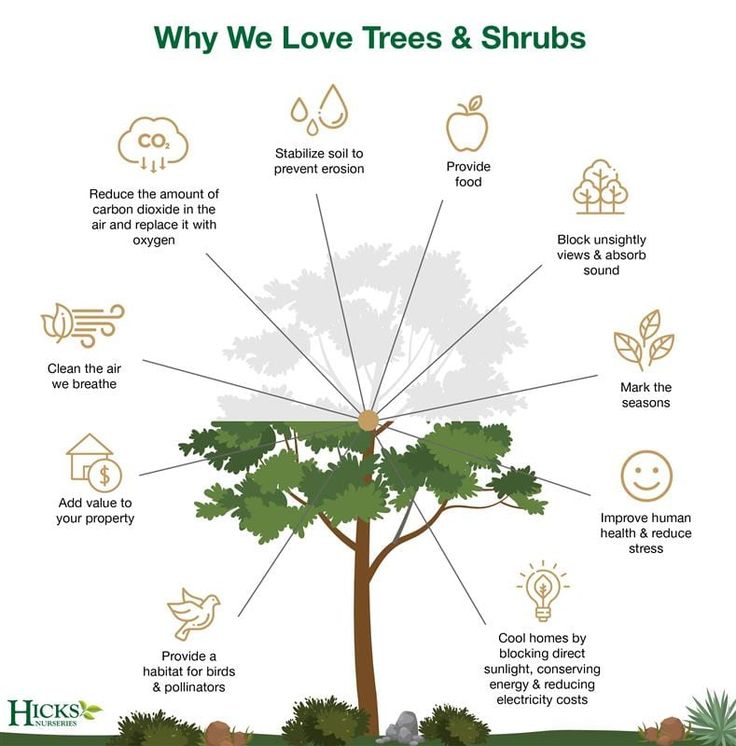 Why We Love Trees & Shrubs
CO₂
Reduce the amount of
carbon dioxide in the
air and replace it with
oxygen
Stabilize soil to
prevent erosion
Provide
food
Block unsightly
views & absorb
sound
Clean the air
we breathe
Mark the
seasons
$
Add value to
your property
Improve human
health & reduce
stress
Provide a
habitat for birds
& pollinators
Cool homes by
blocking direct
sunlight, conserving
energy & reducing
electricity costs
HICKS
NURSERIES